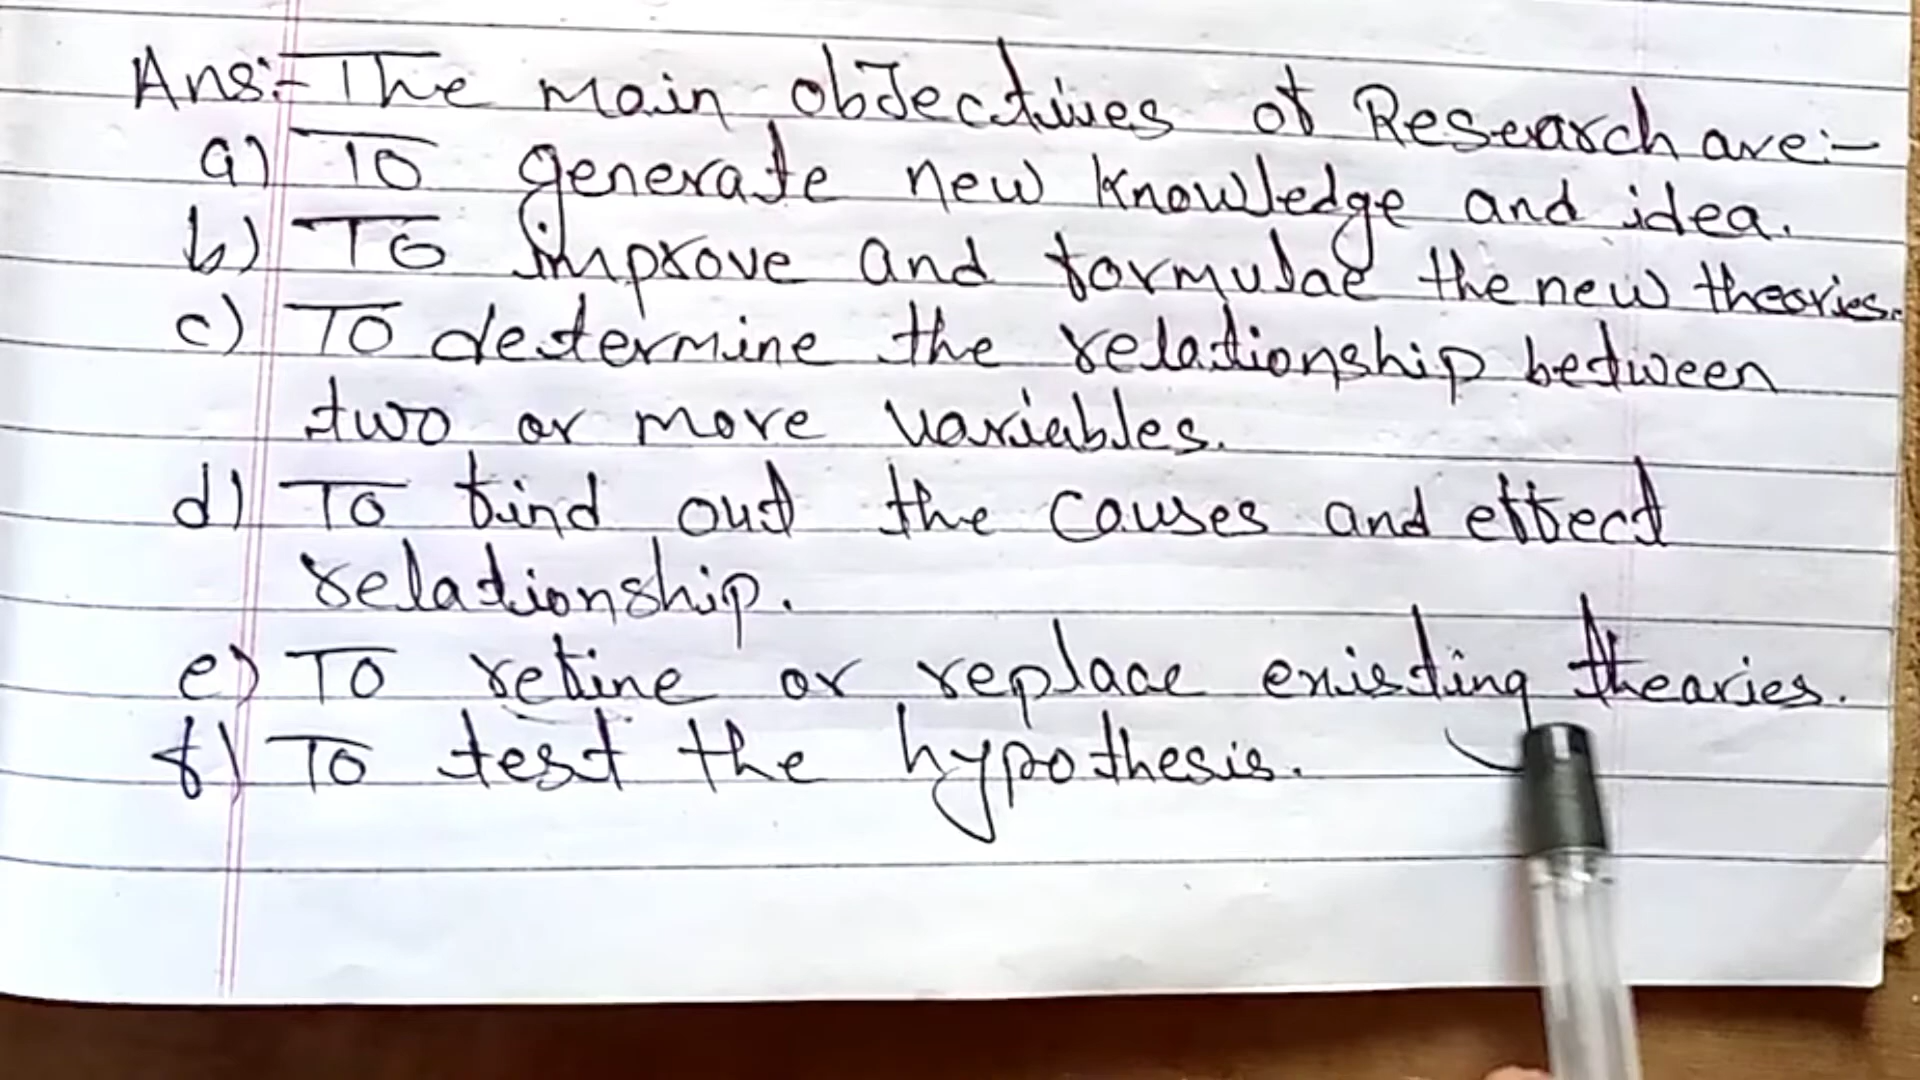 Ans:- The main objectives of Research are:-
a) To generate new knowledge and idea.
b) To improve and formulae the new theories.
c) To determine the relationship between
two or more variables.
d) To find out the causes and effect
relationship.
e) To refine or replace existing thearies.
f) To test the hypothesis.